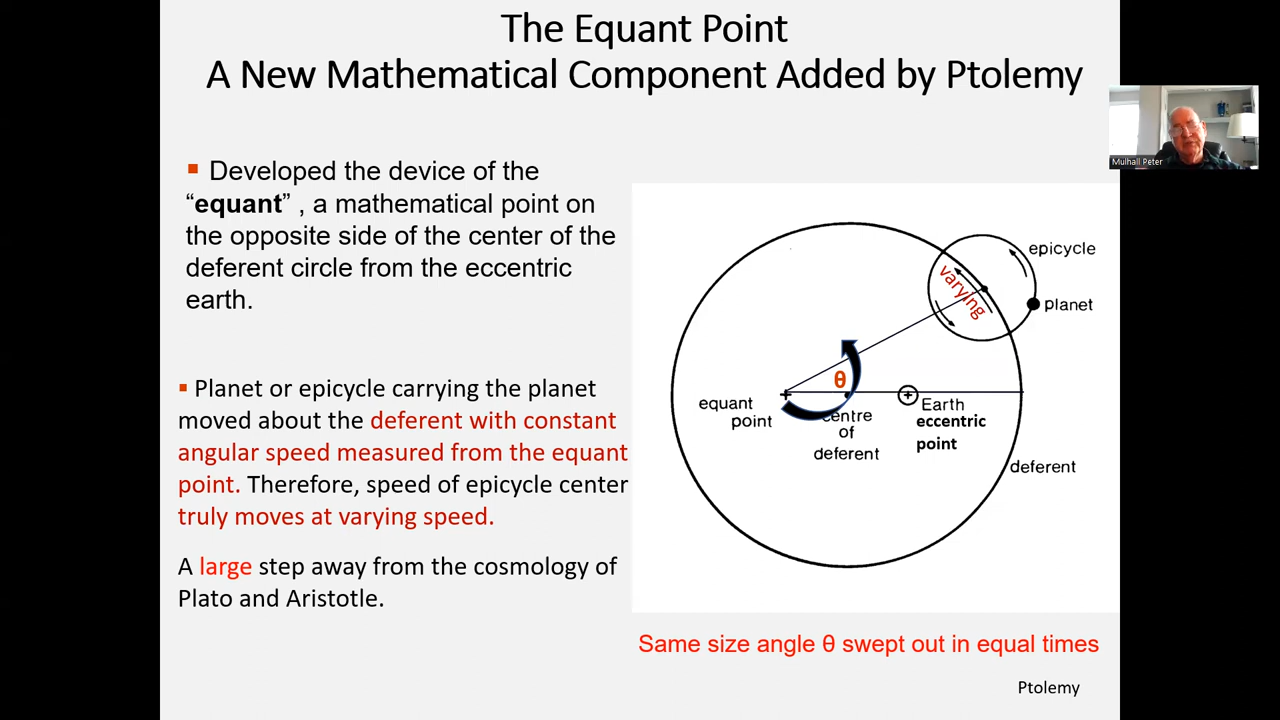 The Equant Point
A New Mathematical Component Added by Ptolemy
Mulhall Peter
▪ Developed the device of the
“equant” , a mathematical point on
the opposite side of the center of the
deferent circle from the eccentric
earth.
▪ Planet or epicycle carrying the planet
moved about the deferent with constant
angular speed measured from the equant
point. Therefore, speed of epicycle center
truly moves at varying speed.
A large step away from the cosmology of
Plato and Aristotle.
epicycle
varying
planet
θ
equant
point
centre
of
deferent
Earth
eccentric
point
deferent
Same size angle θ swept out in equal times
Ptolemy